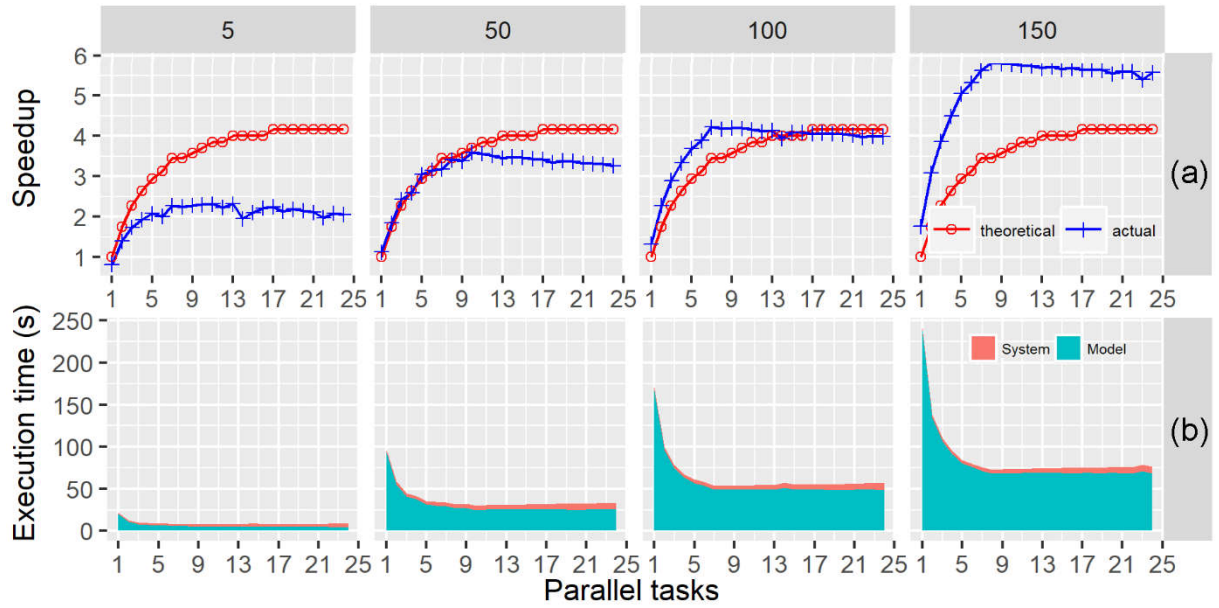 5 50 100 150
Speedup
6
5
4
3
2
1
theoretical actual
(a)
1 5 9 13 17 21 25 1 5 9 13 17 21 25 1 5 9 13 17 21 25 1 5 9 13 17 21 25
Execution time (s)
250
200
150
100
50
0
System Model
(b)
1 5 9 13 17 21 25 1 5 9 13 17 21 25 1 5 9 13 17 21 25 1 5 9 13 17 21 25
Parallel tasks